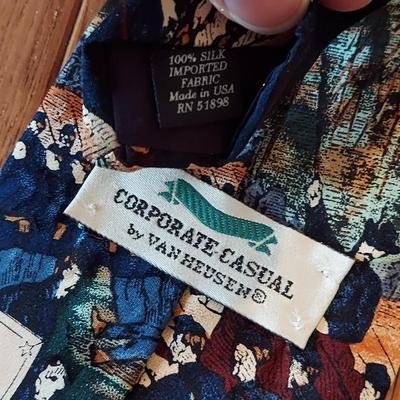 100% SILK
IMPORTED
FABRIC
Made in USA
RN 51898
CORPORATE CASUAL
by VAN HEUSEN®